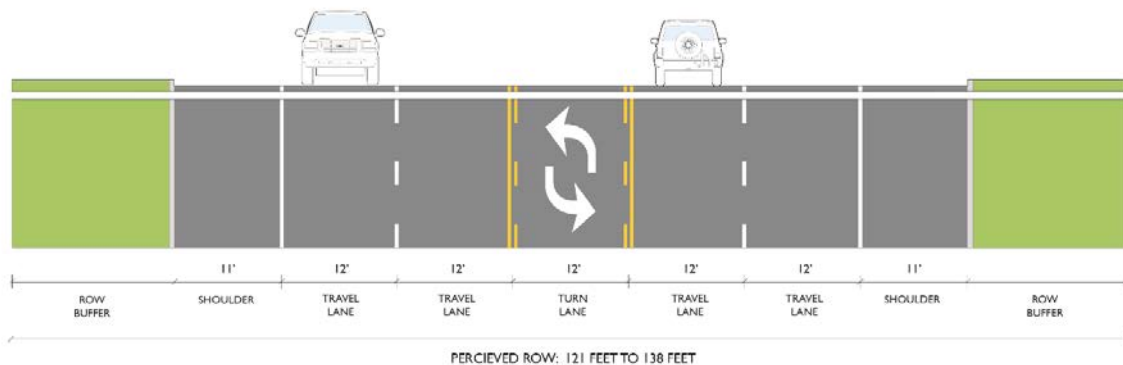 11' 12' 12' 12' 12' 12' 11'
ROW BUFFER SHOULDER TRAVEL LANE TRAVEL LANE TURN LANE TRAVEL LANE TRAVEL LANE SHOULDER ROW BUFFER
PERCIEVED ROW: 121 FEET TO 138 FEET